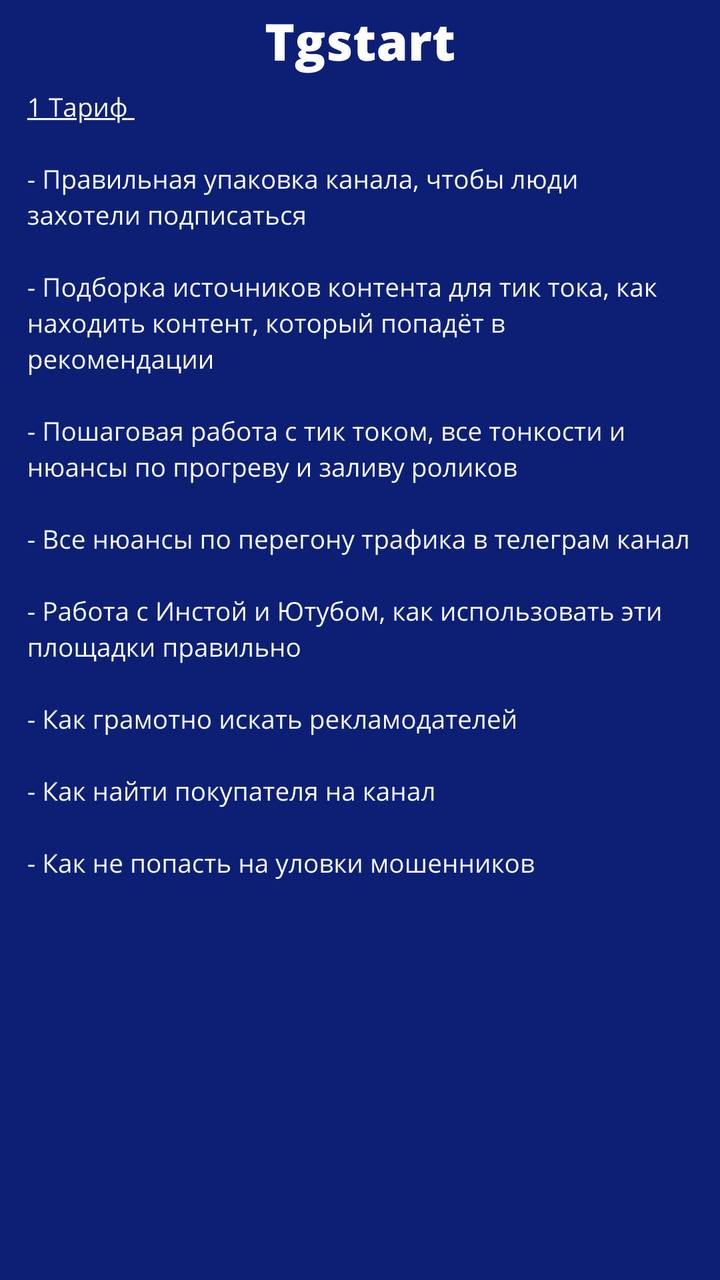 Tgstart
1 Тариф
- Правильная упаковка канала, чтобы люди
захотели подписаться
- Подборка источников контента для тик тока, как
находить контент, который попадёт в
рекомендации
- Пошаговая работа с тик током, все тонкости и
нюансы по прогреву и заливу роликов
- Все нюансы по перегону трафика в телеграм канал
- Работа с Инстой и Ютубом, как использовать эти
площадки правильно
- Как грамотно искать рекламодателей
- Как найти покупателя на канал
- Как не попасть на уловки мошенников